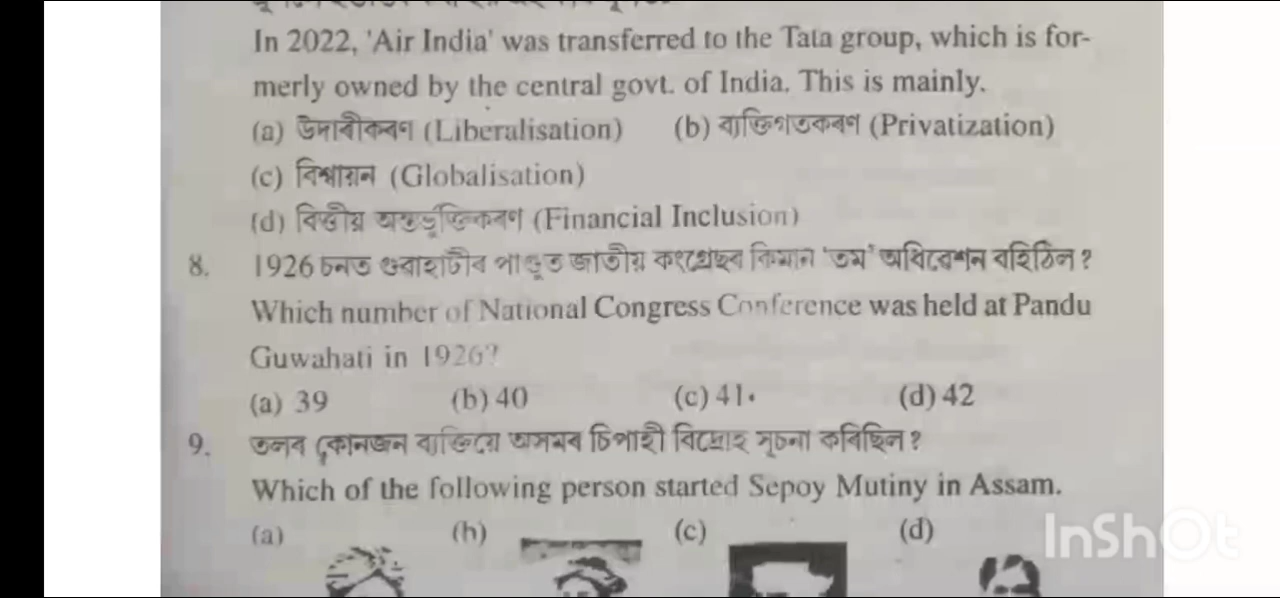 In 2022, 'Air India' was transferred to the Tata group, which is for-
merly owned by the central govt. of India. This is mainly.
(a) উদাৰীকৰণ (Liberalisation) (b) ব্যক্তিগতকৰণ (Privatization)
(c) বিশ্বায়ন (Globalisation)
(d) বিত্তীয় অন্তৰ্ভূক্তিকৰণ (Financial Inclusion)
8. 1926 চনত গুৱাহাটীৰ পাণ্ডুত জাতীয় কংগ্ৰেছৰ কিমান 'তম' অধিবেশন বহিছিল?
Which number of National Congress Conference was held at Pandu
Guwahati in 1926?
(a) 39 (b) 40 (c) 41. (d) 42
9. তলৰ কোনজন ব্যক্তিয়ে অসমৰ চিপাহী বিদ্ৰোহ সূচনা কৰিছিল?
Which of the following person started Sepoy Mutiny in Assam.
(a) (b) (c) (d)
InShOt